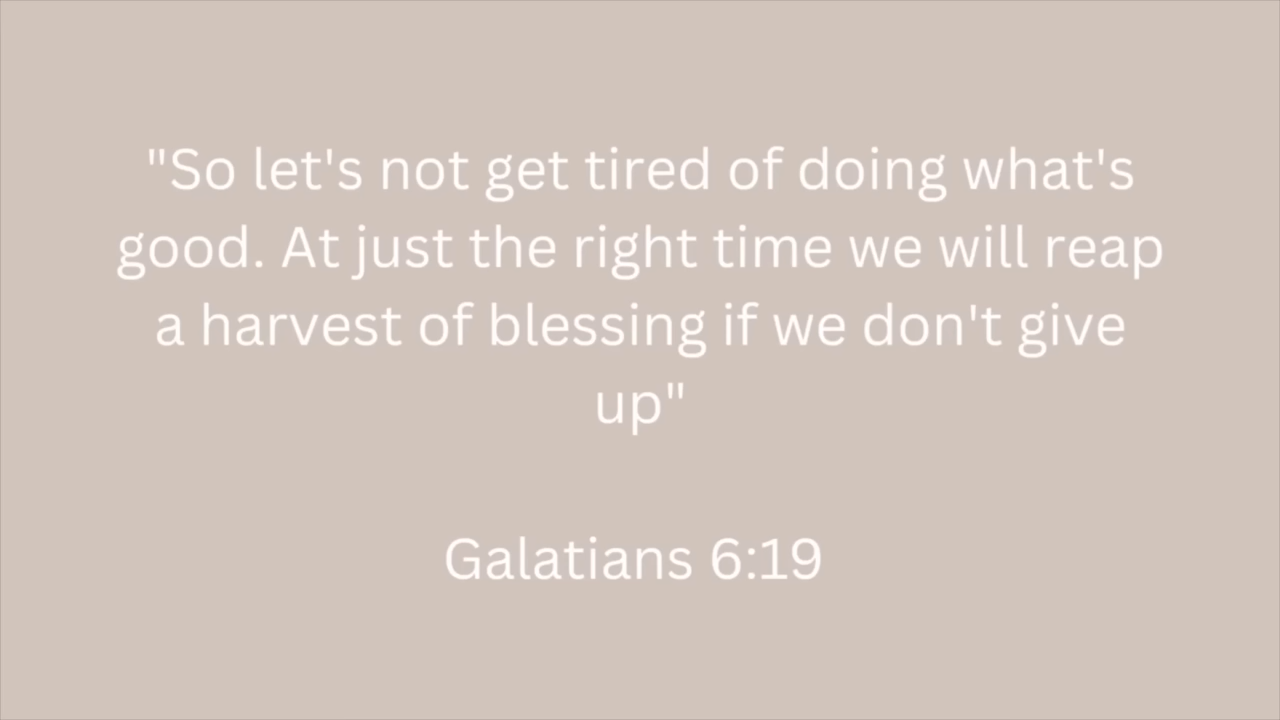 "So let's not get tired of doing what's
good. At just the right time we will reap
a harvest of blessing if we don't give
up"
Galatians 6:19